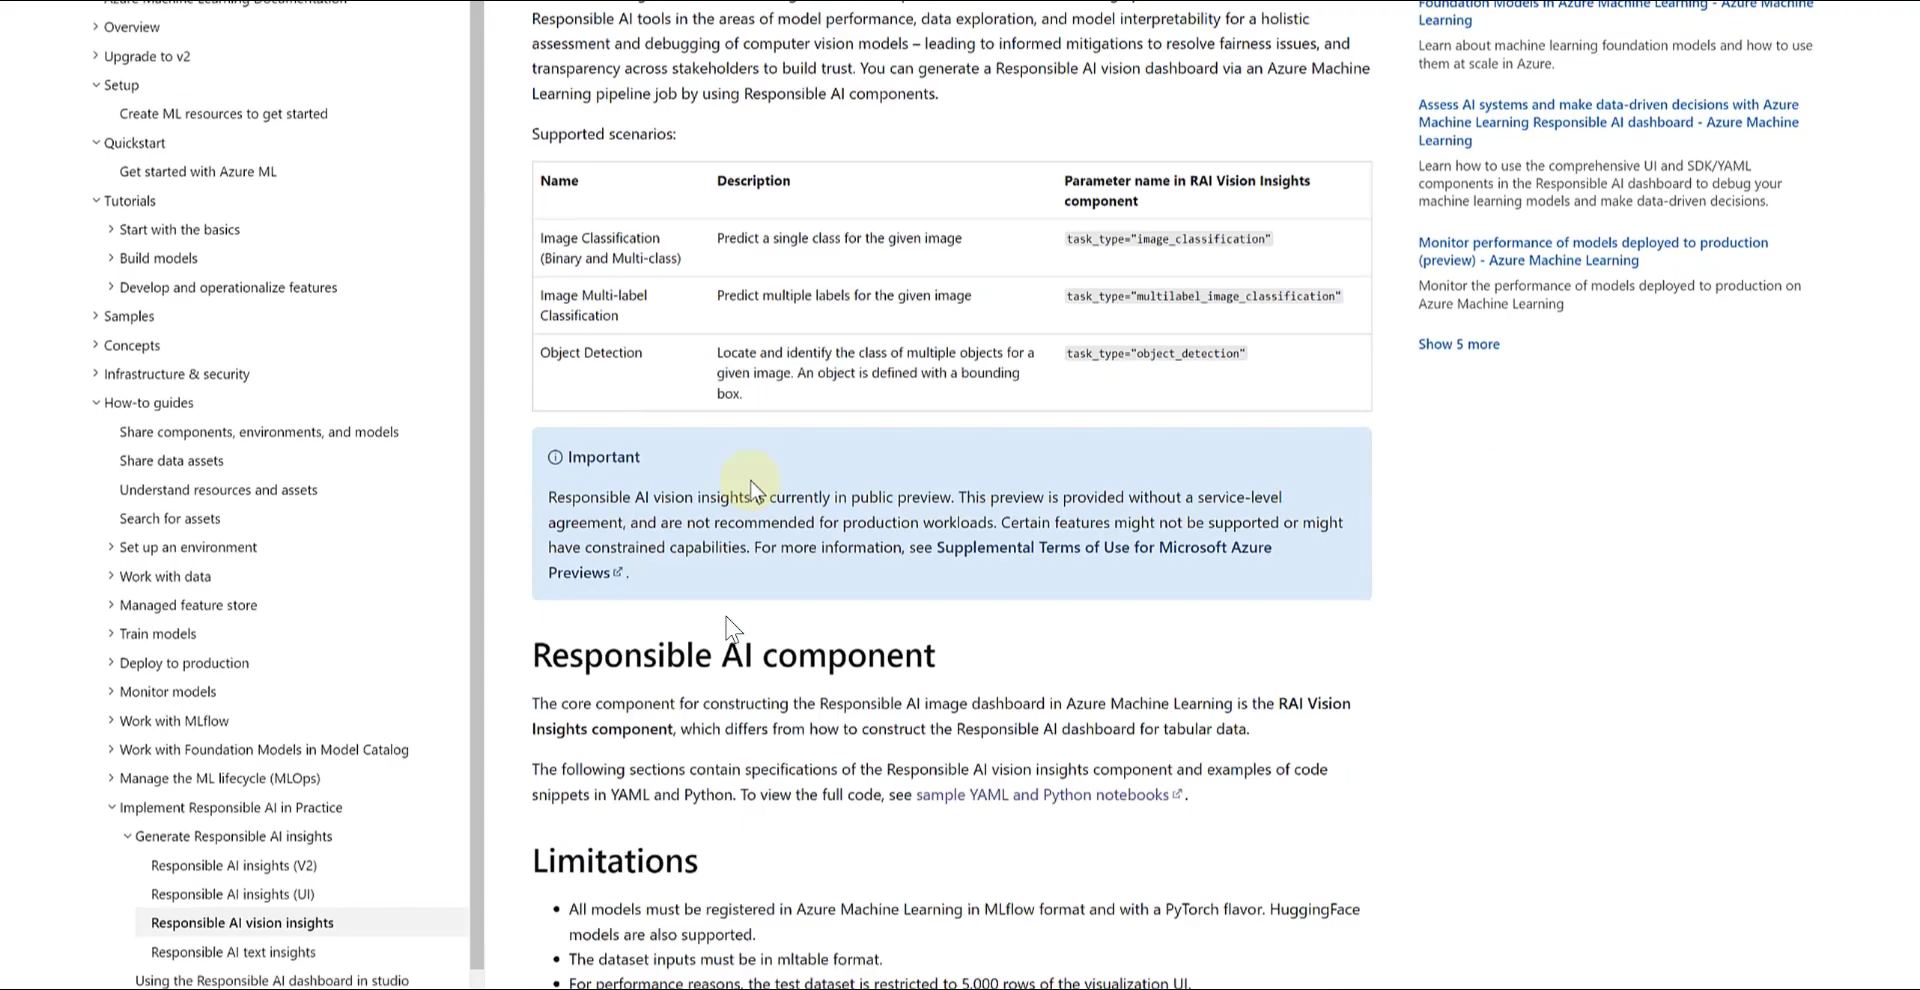 Overview
Upgrade to v2
Setup
Create ML resources to get started
Quickstart
Get started with Azure ML
Tutorials
Start with the basics
Build models
Develop and operationalize features
Samples
Concepts
Infrastructure & security
How-to guides
Share components, environments, and models
Share data assets
Understand resources and assets
Search for assets
Set up an environment
Work with data
Managed feature store
Train models
Deploy to production
Monitor models
Work with MLflow
Work with Foundation Models in Model Catalog
Manage the ML lifecycle (MLOps)
Implement Responsible AI in Practice
Generate Responsible AI insights
Responsible AI insights (V2)
Responsible AI insights (UI)
Responsible AI vision insights
Responsible AI text insights
Using the Responsible AI dashboard in studio
Responsible AI tools in the areas of model performance, data exploration, and model interpretability for a holistic
assessment and debugging of computer vision models – leading to informed mitigations to resolve fairness issues, and
transparency across stakeholders to build trust. You can generate a Responsible AI vision dashboard via an Azure Machine
Learning pipeline job by using Responsible AI components.
Supported scenarios:
Name Description Parameter name in RAI Vision Insights
component
Image Classification Predict a single class for the given image task_type="image_classification"
(Binary and Multi-class)
Image Multi-label Predict multiple labels for the given image task_type="multilabel_image_classification"
Classification
Object Detection Locate and identify the class of multiple objects for a task_type="object_detection"
given image. An object is defined with a bounding
box.
Important
Responsible AI vision insights currently in public preview. This preview is provided without a service-level
agreement, and are not recommended for production workloads. Certain features might not be supported or might
have constrained capabilities. For more information, see Supplemental Terms of Use for Microsoft Azure
Previews .
Responsible AI component
The core component for constructing the Responsible AI image dashboard in Azure Machine Learning is the RAI Vision
Insights component, which differs from how to construct the Responsible AI dashboard for tabular data.
The following sections contain specifications of the Responsible AI vision insights component and examples of code
snippets in YAML and Python. To view the full code, see sample YAML and Python notebooks .
Limitations
• All models must be registered in Azure Machine Learning in MLflow format and with a PyTorch flavor. HuggingFace
models are also supported.
• The dataset inputs must be in mltable format.
• For performance reasons, the test dataset is restricted to 5,000 rows of the visualization UI.
Foundation Models in Azure Machine Learning - Azure Machine
Learning
Learn about machine learning foundation models and how to use
them at scale in Azure.
Assess AI systems and make data-driven decisions with Azure
Machine Learning Responsible AI dashboard - Azure Machine
Learning
Learn how to use the comprehensive UI and SDK/YAML
components in the Responsible AI dashboard to debug your
machine learning models and make data-driven decisions.
Monitor performance of models deployed to production
(preview) - Azure Machine Learning
Monitor the performance of models deployed to production on
Azure Machine Learning
Show 5 more